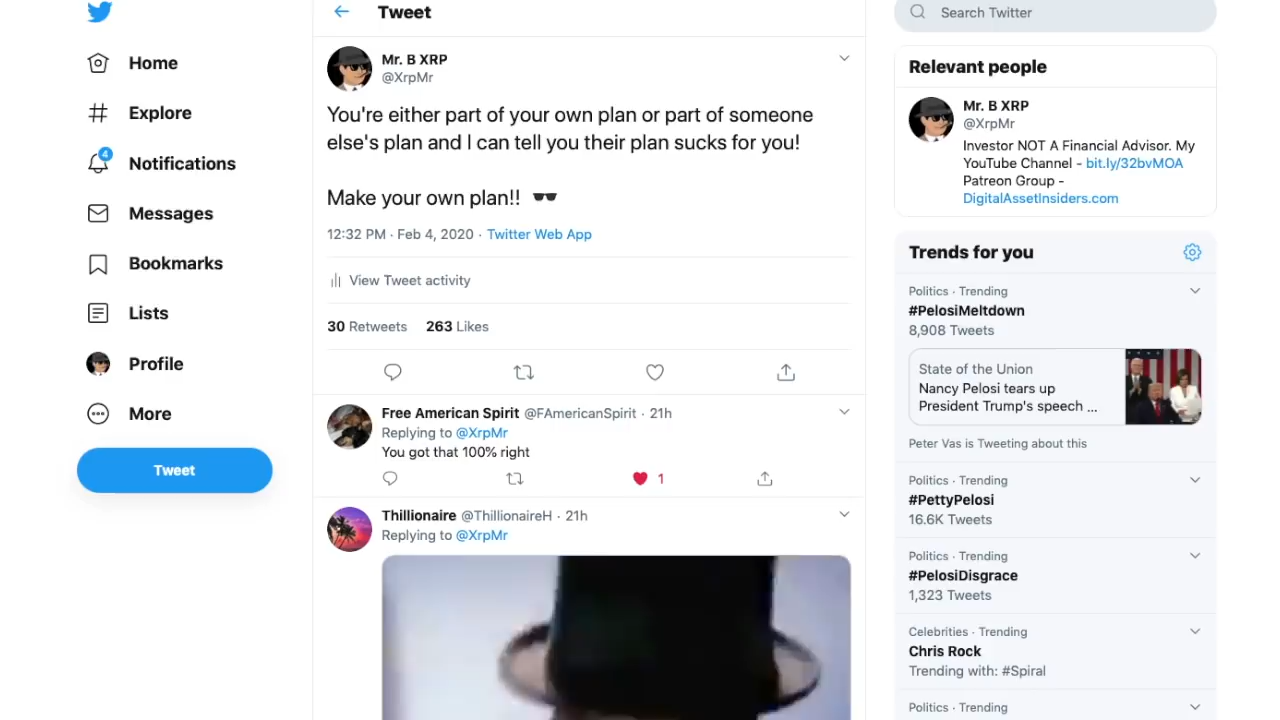 Home
Explore
4
Notifications
Messages
Bookmarks
Lists
Profile
More
Tweet
Tweet
Mr. B XRP
@XrpMr
You're either part of your own plan or part of someone
else's plan and I can tell you their plan sucks for you!
Make your own plan!!
12:32 PM · Feb 4, 2020 · Twitter Web App
View Tweet activity
30 Retweets 263 Likes
Free American Spirit @FAmericanSpirit · 21h
Replying to @XrpMr
You got that 100% right
1
Thillionaire @ThillionaireH · 21h
Replying to @XrpMr
Search Twitter
Relevant people
Mr. B XRP
@XrpMr
Investor NOT A Financial Advisor. My
YouTube Channel - bit.ly/32bvMOA
Patreon Group -
DigitalAssetInsiders.com
Trends for you
Politics · Trending
#PelosiMeltdown
8,908 Tweets
State of the Union
Nancy Pelosi tears up
President Trump's speech ...
Peter Vas is Tweeting about this
Politics · Trending
#PettyPelosi
16.6K Tweets
Politics · Trending
#PelosiDisgrace
1,323 Tweets
Celebrities · Trending
Chris Rock
Trending with: #Spiral
Politics · Trending